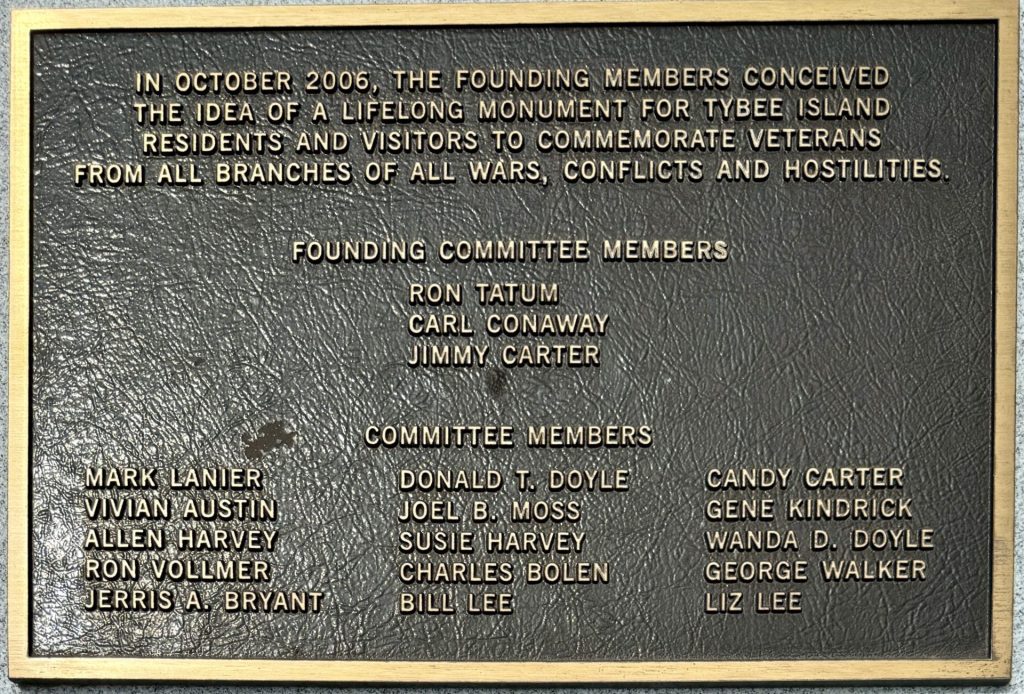 IN OCTOBER 2006, THE FOUNDING MEMBERS CONCEIVED
THE IDEA OF A LIFELONG MONUMENT FOR TYBEE ISLAND
RESIDENTS AND VISITORS TO COMMEMORATE VETERANS
FROM ALL BRANCHES OF ALL WARS, CONFLICTS AND HOSTILITIES.
FOUNDING COMMITTEE MEMBERS
RON TATUM
CARL CONAWAY
JIMMY CARTER
COMMITTEE MEMBERS
MARK LANIER
VIVIAN AUSTIN
ALLEN HARVEY
RON VOLLMER
JERRIS A. BRYANT
DONALD T. DOYLE
JOEL B. MOSS
SUSIE HARVEY
CHARLES BOLEN
BILL LEE
CANDY CARTER
GENE KINDRICK
WANDA D. DOYLE
GEORGE WALKER
LIZ LEE